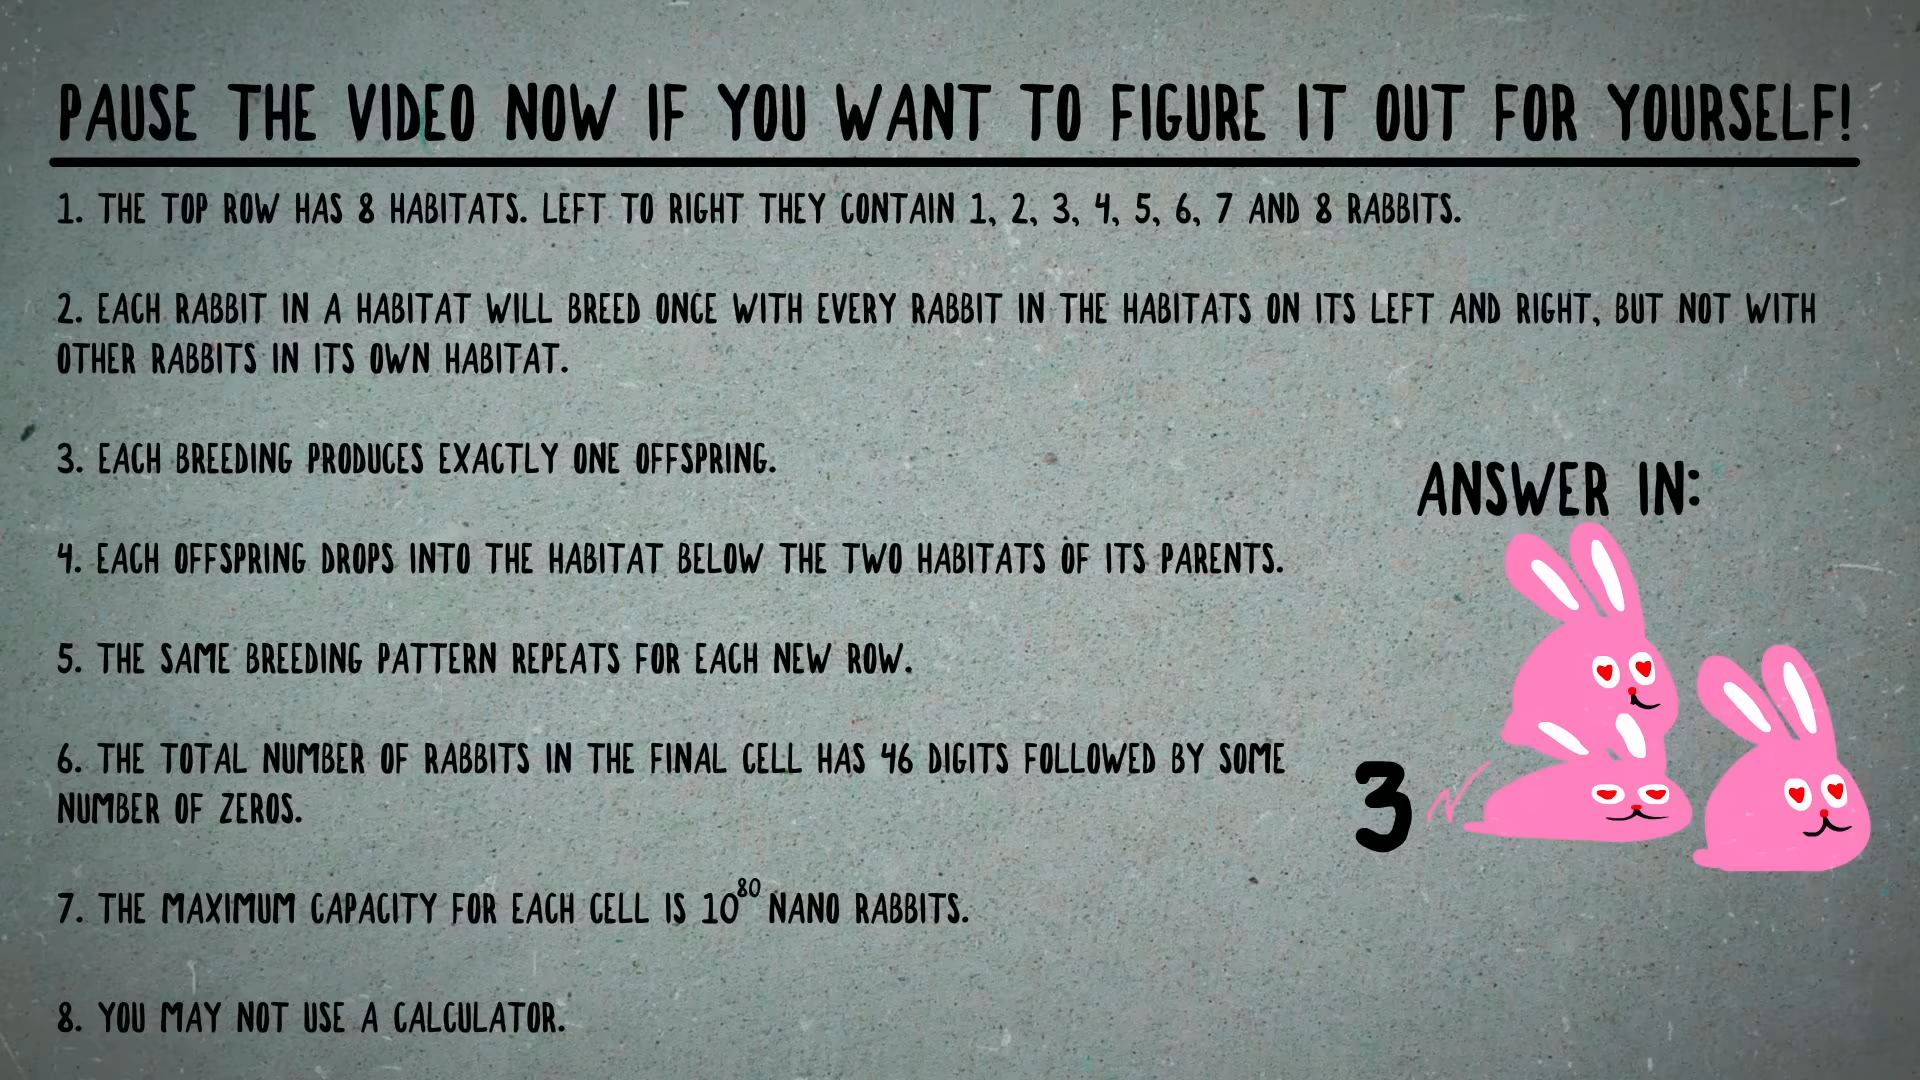 PAUSE THE VIDEO NOW IF YOU WANT TO FIGURE IT OUT FOR YOURSELF!
1. THE TOP ROW HAS 8 HABITATS. LEFT TO RIGHT THEY CONTAIN 1, 2, 3, 4, 5, 6, 7 AND 8 RABBITS.
2. EACH RABBIT IN A HABITAT WILL BREED ONCE WITH EVERY RABBIT IN THE HABITATS ON ITS LEFT AND RIGHT, BUT NOT WITH
OTHER RABBITS IN ITS OWN HABITAT.
3. EACH BREEDING PRODUCES EXACTLY ONE OFFSPRING.
4. EACH OFFSPRING DROPS INTO THE HABITAT BELOW THE TWO HABITATS OF ITS PARENTS.
5. THE SAME BREEDING PATTERN REPEATS FOR EACH NEW ROW.
6. THE TOTAL NUMBER OF RABBITS IN THE FINAL CELL HAS 46 DIGITS FOLLOWED BY SOME
NUMBER OF ZEROS.
7. THE MAXIMUM CAPACITY FOR EACH CELL IS 10⁸⁰ NANO RABBITS.
8. YOU MAY NOT USE A CALCULATOR.
ANSWER IN:
3